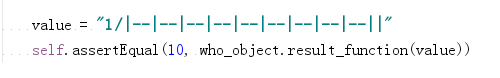 value = "1/|--|--|--|--|--|--|--|--|--||"
self.assertEqual(10, who_object.result_function(value))